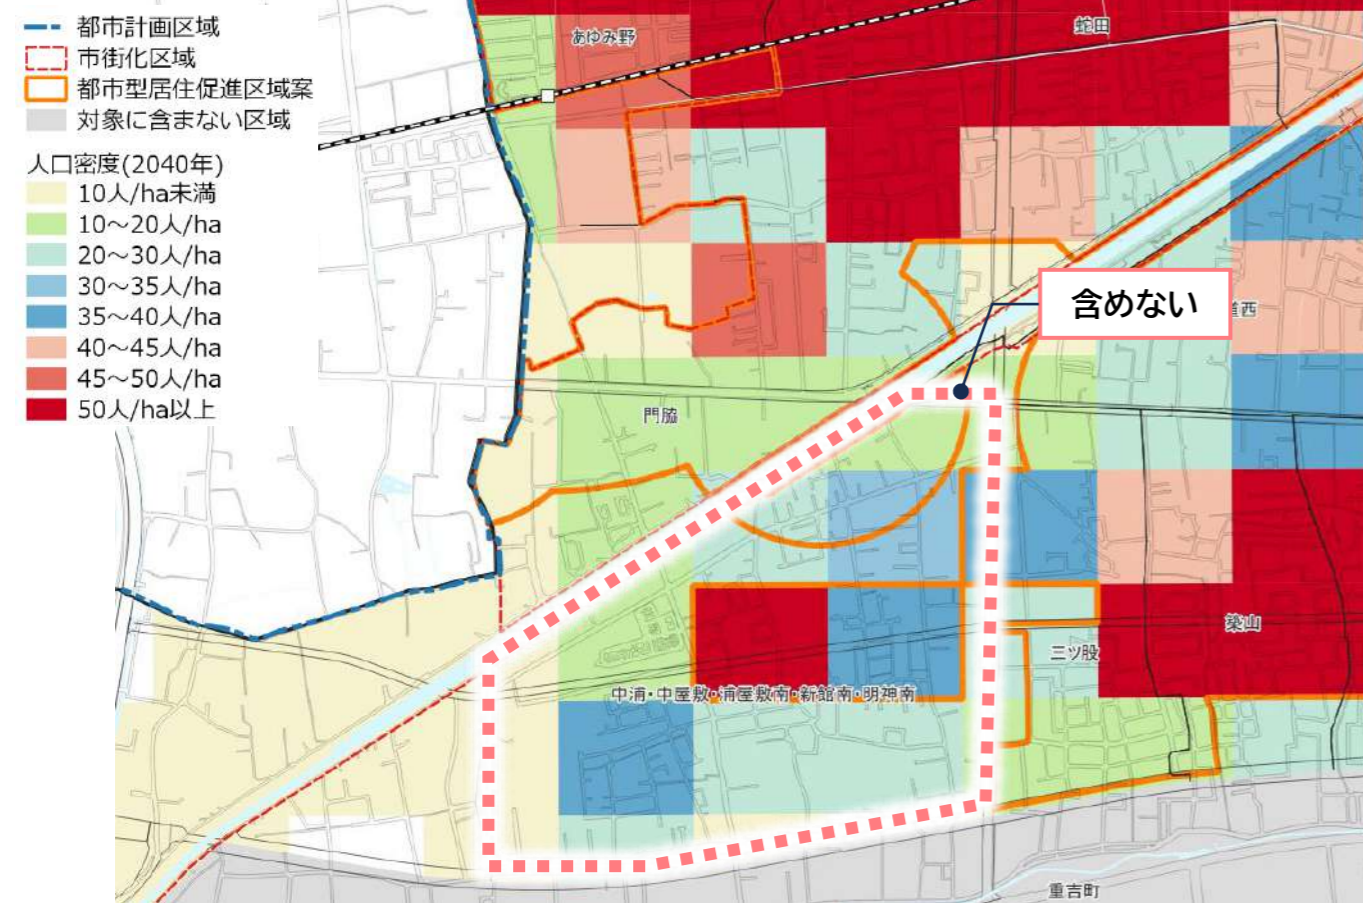 都市計画区域
市街化区域
都市型居住促進区域案
対象に含まない区域
人口密度(2040年)
10人/ha未満
10～20人/ha
20～30人/ha
30～35人/ha
35～40人/ha
40～45人/ha
45～50人/ha
50人/ha以上
あゆみ野
蛇田
含めない
道西
門脇
梁山
三ツ股
中浦・中屋敷・浦屋敷南・新館南・明神南
重吉町